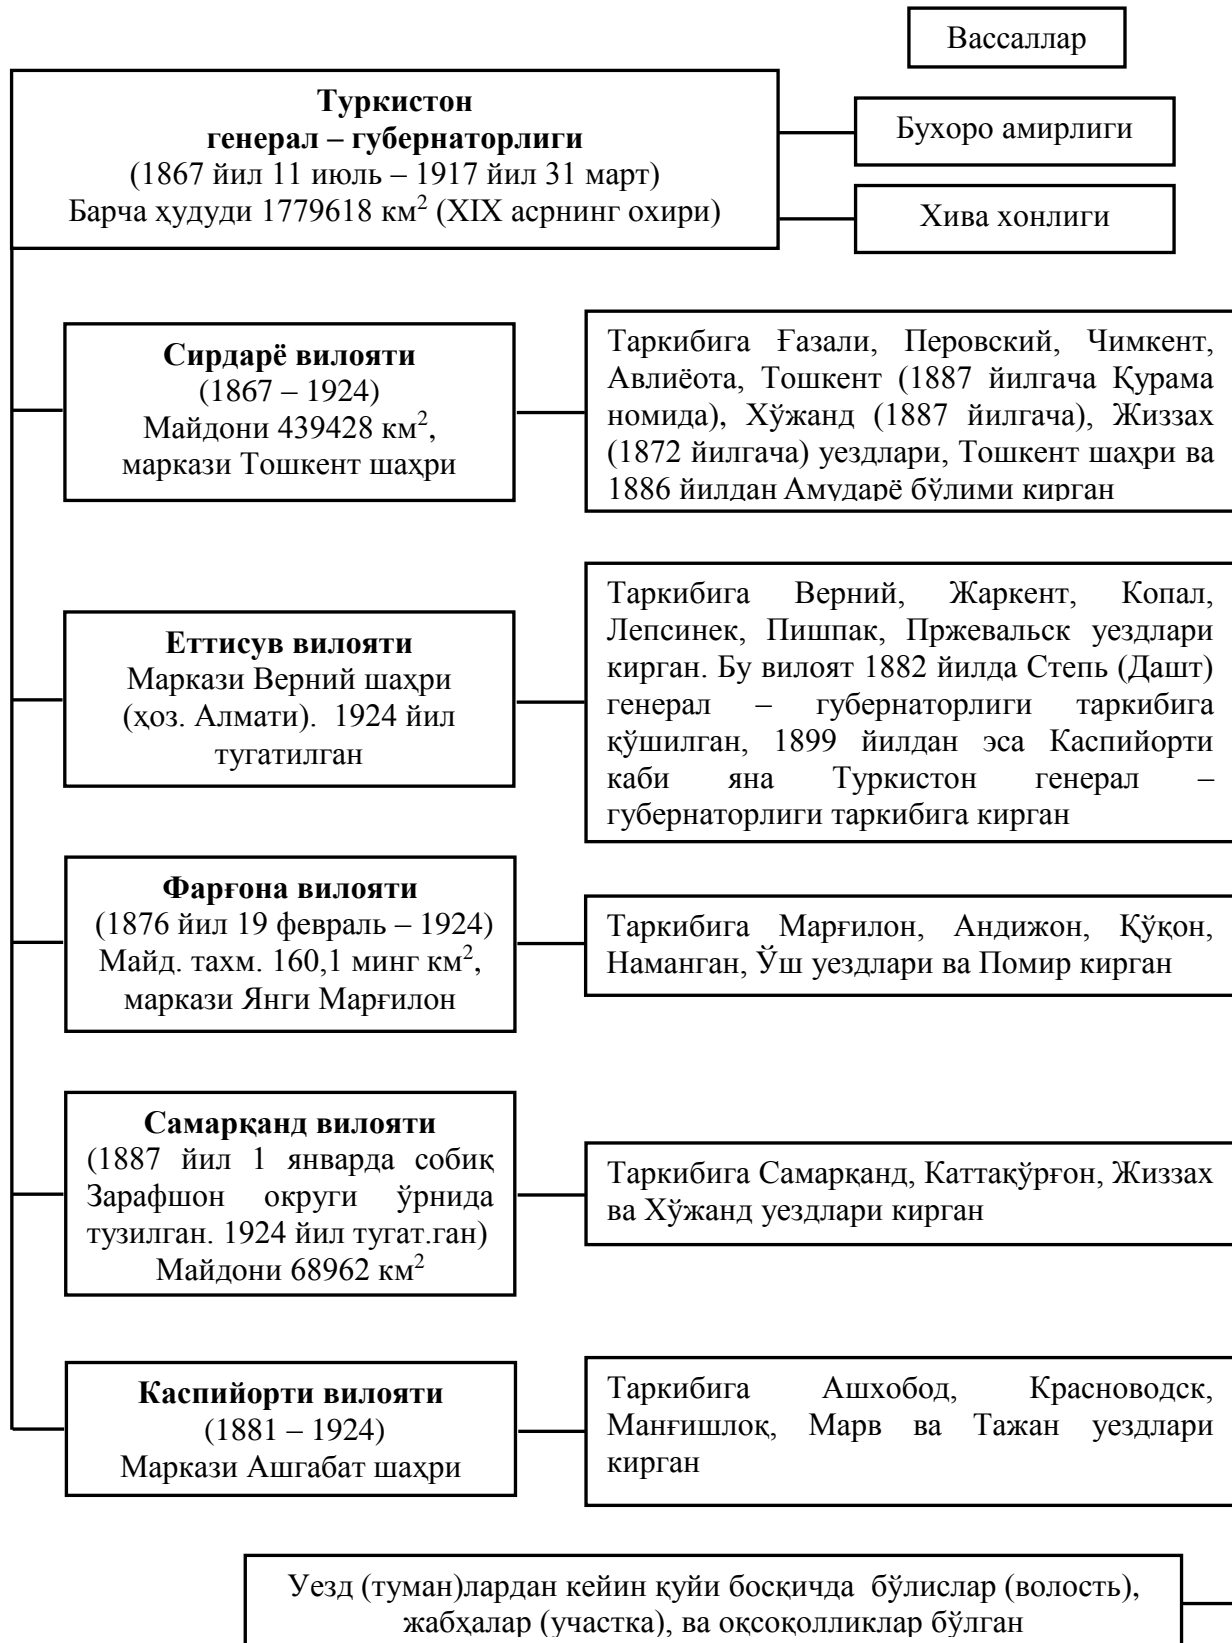 Вассаллар
Туркистон
генерал – губернаторлиги
(1867 йил 11 июль – 1917 йил 31 март)
Барча ҳудуди 1779618 км² (XIX асрнинг охири)
Бухоро амирлиги
Хива хонлиги
Сирдарё вилояти
(1867 – 1924)
Майдони 439428 км²,
маркази Тошкент шаҳри
Таркибига Ғазали, Перовский, Чимкент,
Авлиёота, Тошкент (1887 йилгача Қурама
номида), Хўжанд (1887 йилгача), Жиззах
(1872 йилгача) уездлари, Тошкент шаҳри ва
1886 йилдан Амударё бўлими кирган
Еттисув вилояти
Маркази Верний шаҳри
(ҳоз. Алмати). 1924 йил
тугатилган
Таркибига Верний, Жаркент, Копал,
Лепсинек, Пишпак, Пржевальск уездлари
кирган. Бу вилоят 1882 йилда Степь (Дашт)
генерал – губернаторлиги таркибига
қўшилган, 1899 йилдан эса Каспийорти
каби яна Туркистон генерал –
губернаторлиги таркибига кирган
Фарғона вилояти
(1876 йил 19 февраль – 1924)
Майд. тахм. 160,1 минг км²,
маркази Янги Марғилон
Таркибига Марғилон, Андижон, Қўқон,
Наманган, Ўш уездлари ва Помир кирган
Самарқанд вилояти
(1887 йил 1 январда собиқ
Зарафшон округи ўрнида
тузилган. 1924 йил тугат.ган)
Майдони 68962 км²
Таркибига Самарқанд, Каттақўрғон, Жиззах
ва Хўжанд уездлари кирган
Каспийорти вилояти
(1881 – 1924)
Маркази Ашгабат шаҳри
Таркибига Ашхобод, Красноводск,
Манғишлоқ, Марв ва Тажан уездлари
кирган
Уезд (туман)лардан кейин қуйи босқичда бўлислар (волость),
жабҳалар (участка), ва оқсоқолликлар бўлган